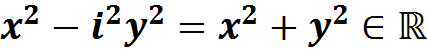 x² − i²y² = x² + y² ∈ ℝ